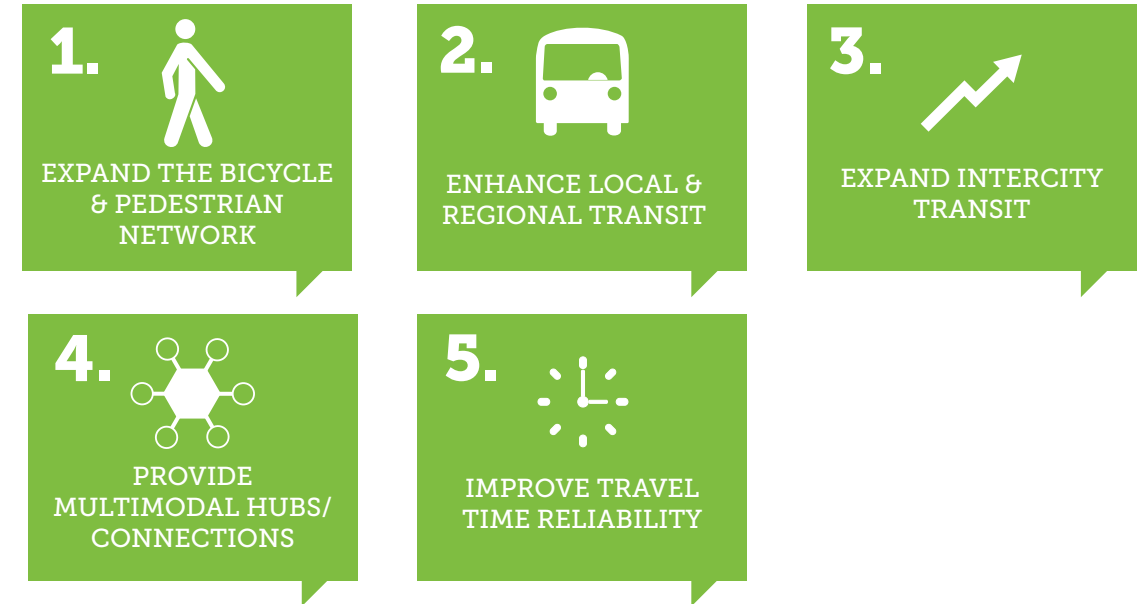 1.
EXPAND THE BICYCLE
& PEDESTRIAN
NETWORK
2.
ENHANCE LOCAL &
REGIONAL TRANSIT
3.
EXPAND INTERCITY
TRANSIT
4.
PROVIDE
MULTIMODAL HUBS/
CONNECTIONS
5.
IMPROVE TRAVEL
TIME RELIABILITY